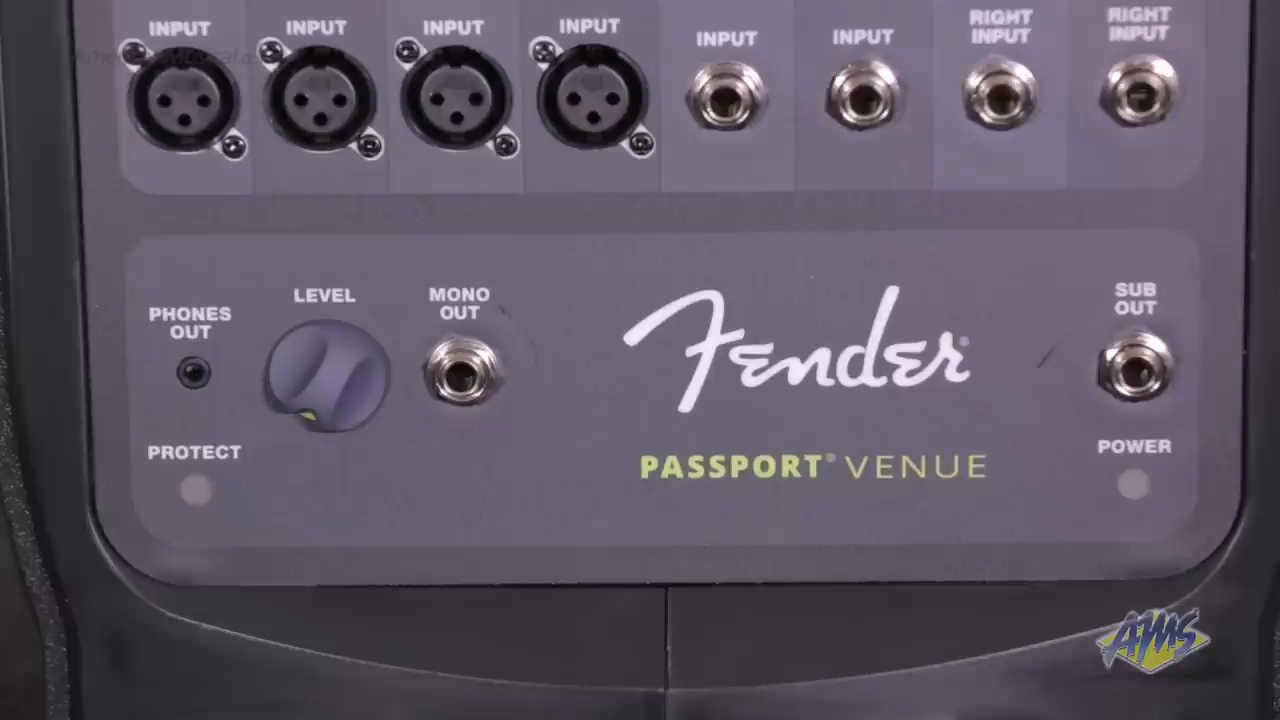 INPUT INPUT INPUT INPUT INPUT INPUT RIGHT INPUT RIGHT INPUT
PHONES OUT
LEVEL
MONO OUT
Fender®
SUB OUT
PROTECT
PASSPORT® VENUE
POWER
AMS